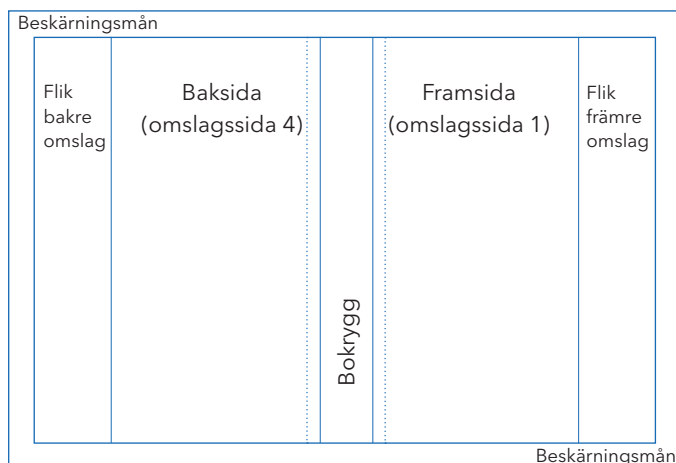 Beskärningsmån
Flik
bakre
omslag
Baksida
(omslagssida 4)
Bokrygg
Framsida
(omslagssida 1)
Flik
främre
omslag
Beskärningsmån